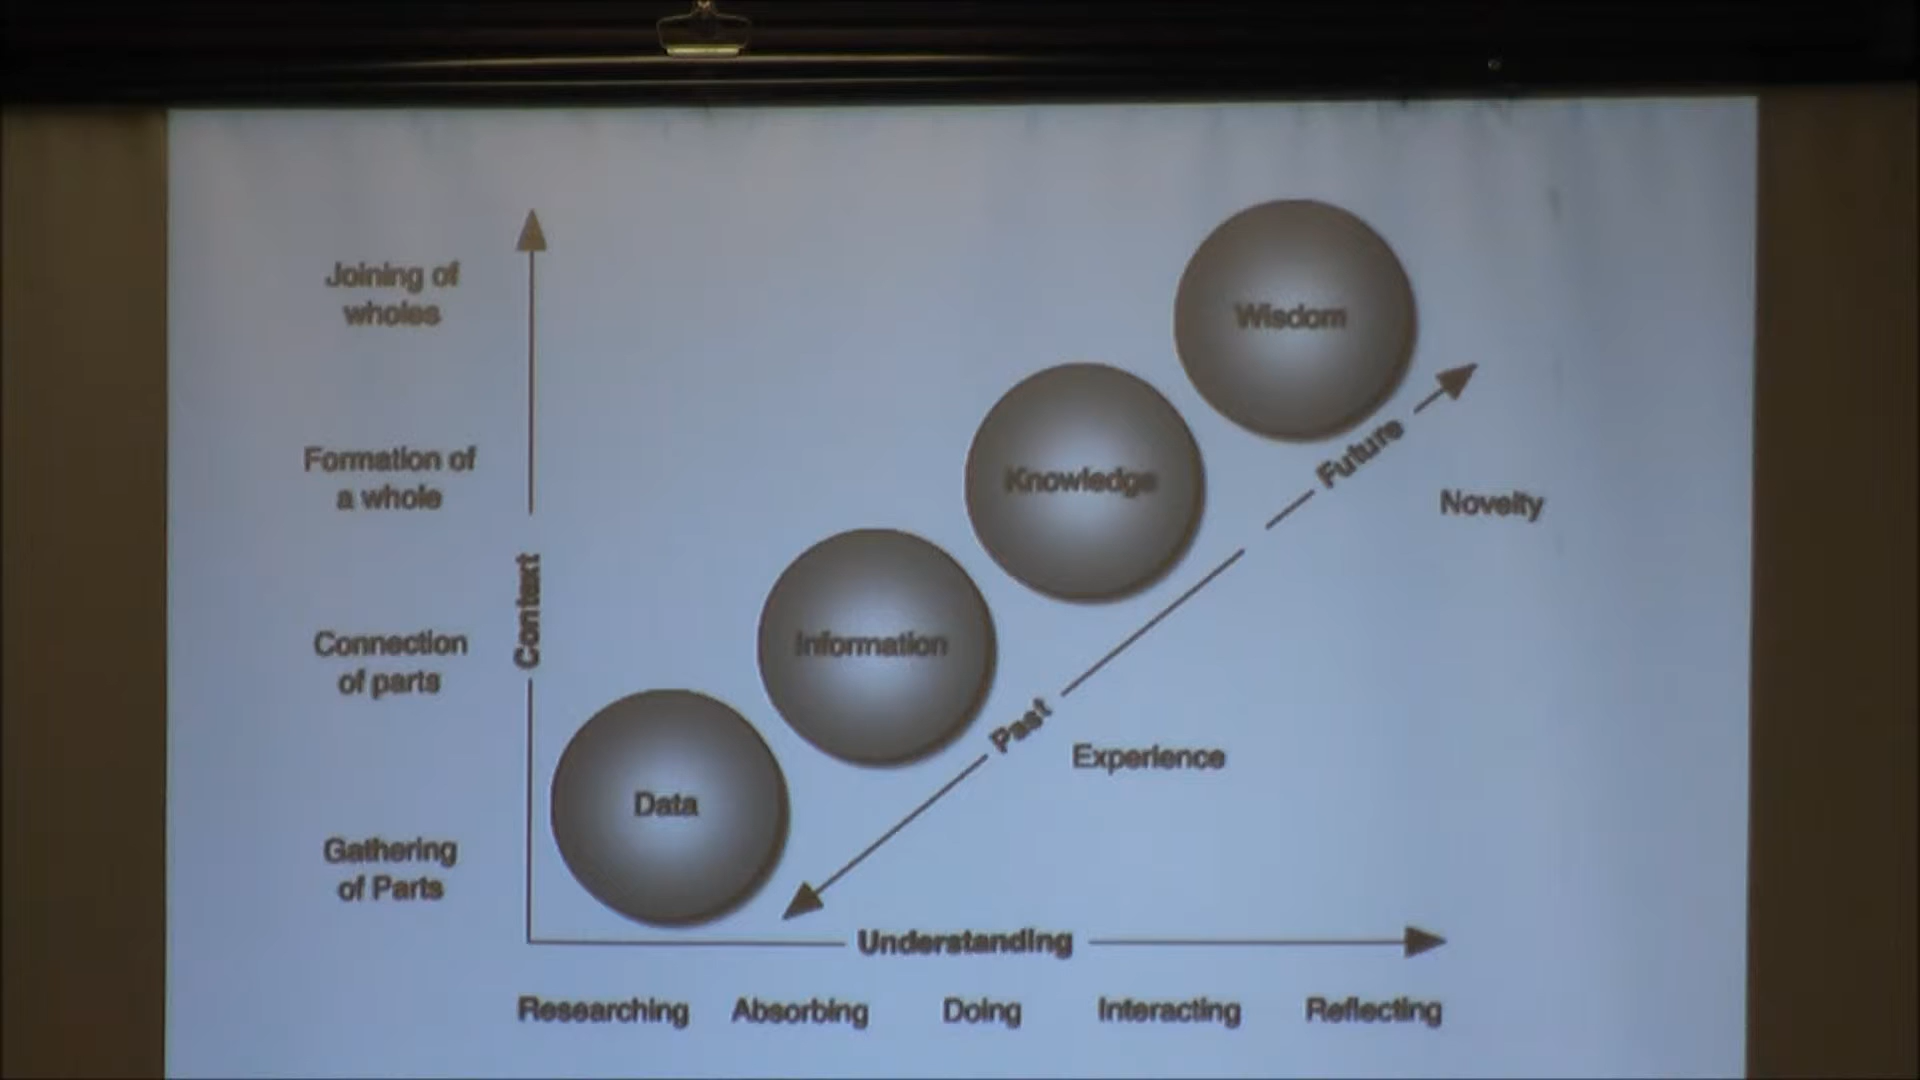 Joining of
wholes
Wisdom
Future
Formation of
a whole
Knowledge
Novelty
Context
Connection
of parts
Information
Past
Experience
Data
Gathering
of Parts
Understanding
Researching Absorbing Doing Interacting Reflecting